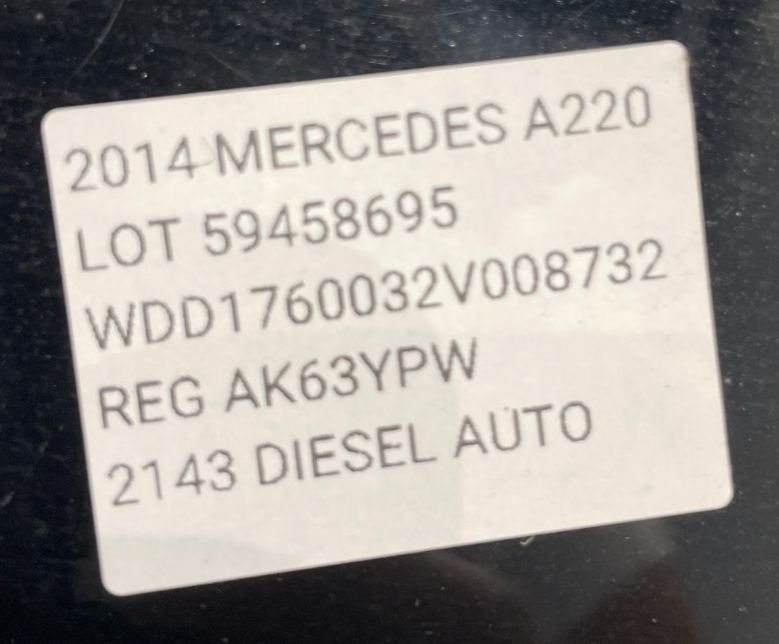 2014 MERCEDES A220
LOT 59458695
WDD1760032V008732
REG AK63YPW
2143 DIESEL AUTO